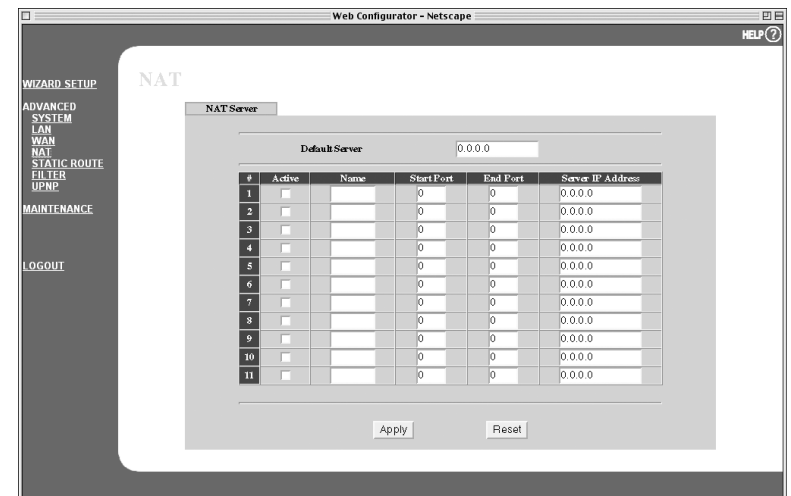 Web Configurator - Netscape
HELP ?
WIZARD SETUP
ADVANCED
SYSTEM
LAN
WAN
NAT
STATIC ROUTE
FILTER
UPNP
MAINTENANCE
LOGOUT
NAT
NAT Server
Default Server 0.0.0.0
# Active Name Start Port End Port Server IP Address
1 0 0 0.0.0.0
2 0 0 0.0.0.0
3 0 0 0.0.0.0
4 0 0 0.0.0.0
5 0 0 0.0.0.0
6 0 0 0.0.0.0
7 0 0 0.0.0.0
8 0 0 0.0.0.0
9 0 0 0.0.0.0
10 0 0 0.0.0.0
11 0 0 0.0.0.0
Apply Reset